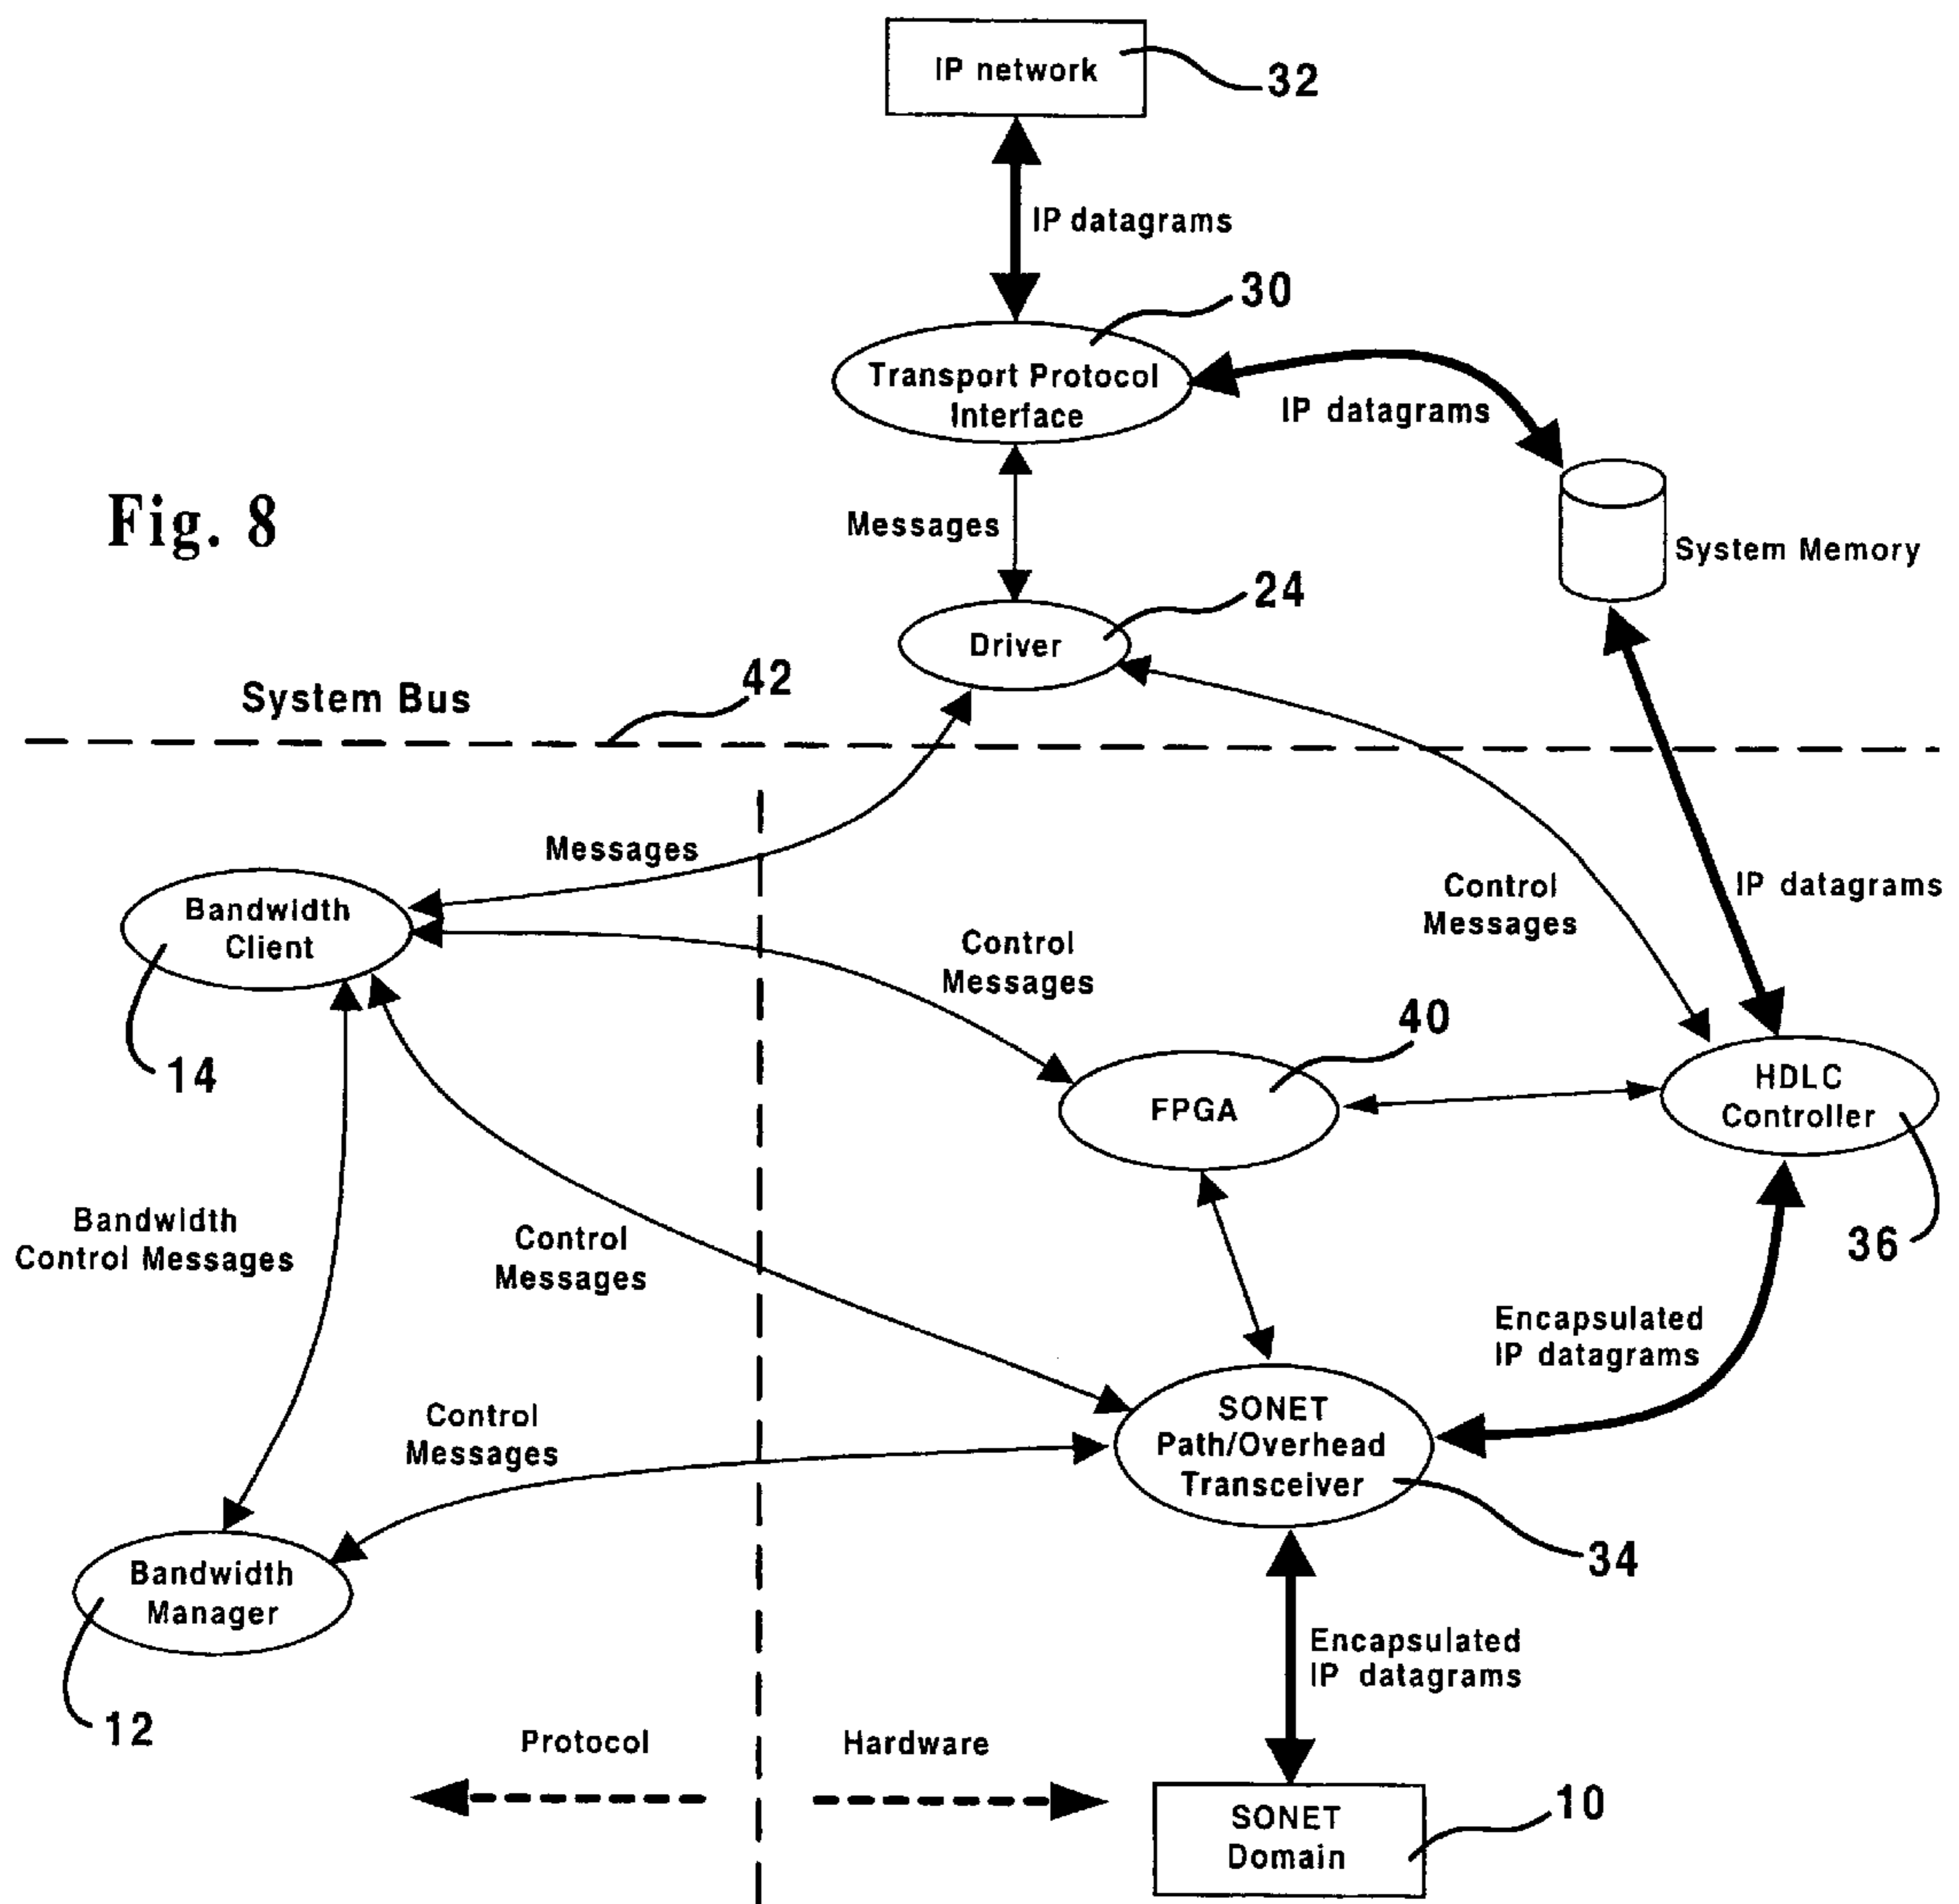 IP network
32
IP datagrams
30
Transport Protocol
Interface
IP datagrams
Fig. 8
Messages
System Memory
24
Driver
System Bus
42
Messages
Bandwidth
Client
14
Control
Messages
Control
Messages
IP datagrams
40
FPGA
HDLC
Controller
36
Bandwidth
Control Messages
Control
Messages
Encapsulated
IP datagrams
Control
Messages
SONET
Path/Overhead
Transceiver
34
Bandwidth
Manager
12
Encapsulated
IP datagrams
Protocol
Hardware
SONET
Domain
10